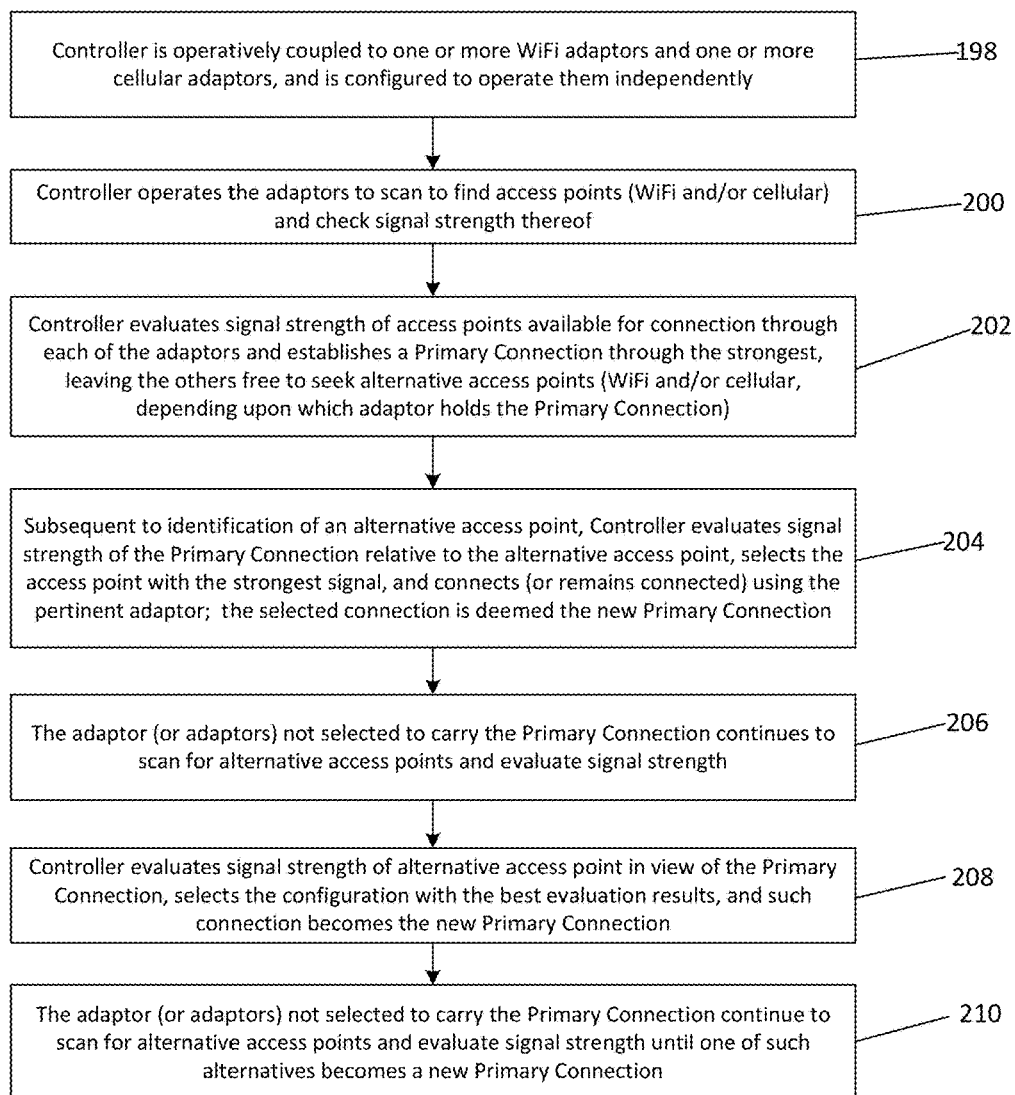 Controller is operatively coupled to one or more WiFi adaptors and one or more
cellular adaptors, and is configured to operate them independently
198
Controller operates the adaptors to scan to find access points (WiFi and/or cellular)
and check signal strength thereof
200
Controller evaluates signal strength of access points available for connection through
each of the adaptors and establishes a Primary Connection through the strongest,
leaving the others free to seek alternative access points (WiFi and/or cellular,
depending upon which adaptor holds the Primary Connection)
202
Subsequent to identification of an alternative access point, Controller evaluates signal
strength of the Primary Connection relative to the alternative access point, selects the
access point with the strongest signal, and connects (or remains connected) using the
pertinent adaptor; the selected connection is deemed the new Primary Connection
204
The adaptor (or adaptors) not selected to carry the Primary Connection continues to
scan for alternative access points and evaluate signal strength
206
Controller evaluates signal strength of alternative access point in view of the Primary
Connection, selects the configuration with the best evaluation results, and such
connection becomes the new Primary Connection
208
The adaptor (or adaptors) not selected to carry the Primary Connection continue to
scan for alternative access points and evaluate signal strength until one of such
alternatives becomes a new Primary Connection
210